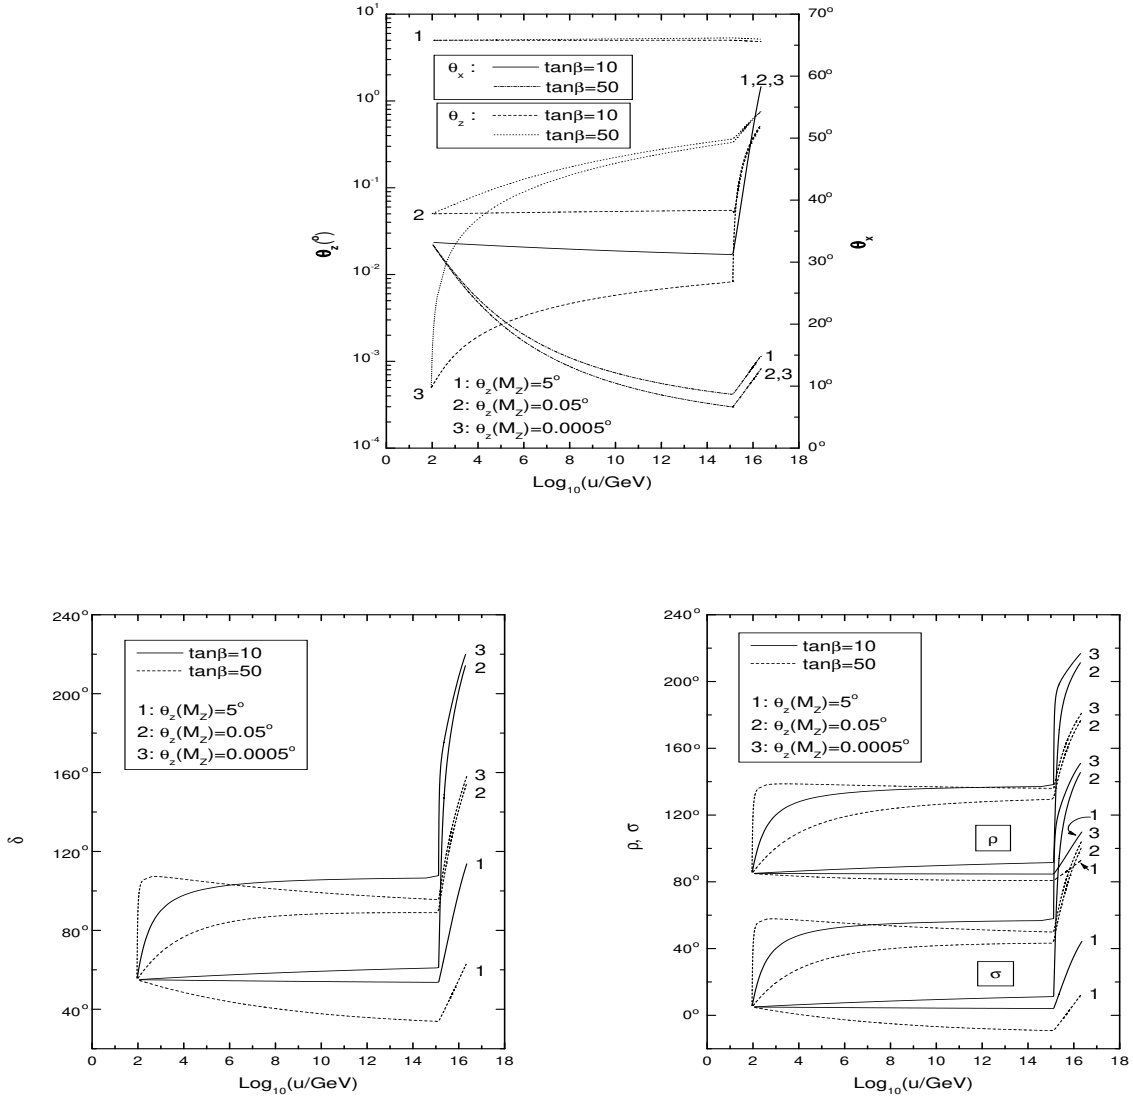 10¹ 70°
1
θx : tanβ=10 60°
tanβ=50
10⁰ 1,2,3
θz : tanβ=10
tanβ=50 50°
10⁻¹
2 40°
θz(°) θx
30°
10⁻²
20°
10⁻³ 1
3 1: θz(MZ)=5° 2,3 10°
2: θz(MZ)=0.05°
3: θz(MZ)=0.0005°
10⁻⁴ 0°
0 2 4 6 8 10 12 14 16 18
Log₁₀(u/GeV)
240°
tanβ=10 3
tanβ=50 2
200°
1: θz(MZ)=5°
2: θz(MZ)=0.05°
3: θz(MZ)=0.0005°
160° 3
2
δ
120°
1
80°
1
40°
0 2 4 6 8 10 12 14 16 18
Log₁₀(u/GeV)
240°
tanβ=10 3
tanβ=50 2
200°
1: θz(MZ)=5° 3
2: θz(MZ)=0.05° 2
3: θz(MZ)=0.0005°
160°
3
2
ρ, σ
120° 1
ρ 3
2
80° 1
40° 1
σ
1
0°
0 2 4 6 8 10 12 14 16 18
Log₁₀(u/GeV)